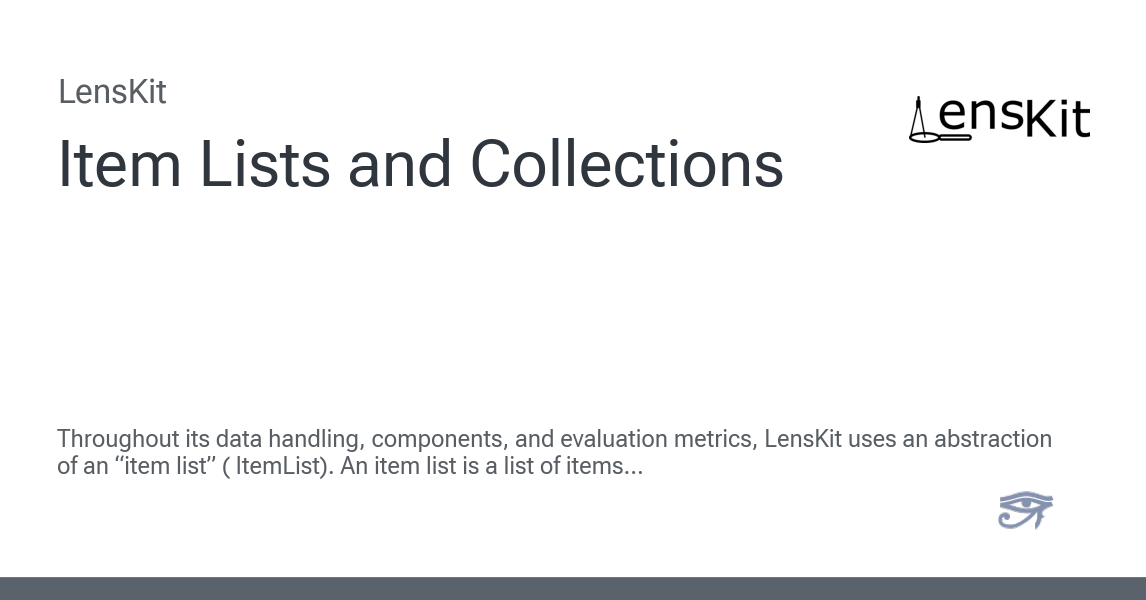 LensKit
LensKit
Item Lists and Collections
Throughout its data handling, components, and evaluation metrics, LensKit uses an abstraction
of an “item list” ( ItemList). An item list is a list of items...